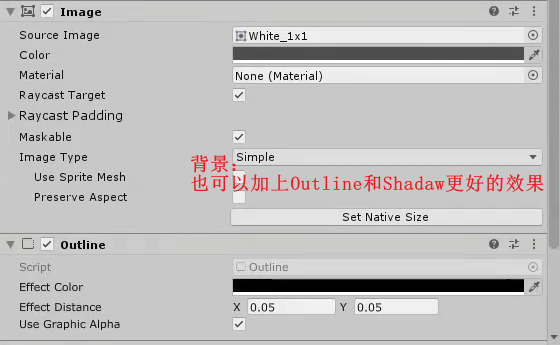 Image
Source Image
White_1x1
Color
Material
None (Material)
Raycast Target
Raycast Padding
Maskable
Image Type
Simple
背景:
Use Sprite Mesh
也可以加上Outline和Shadaw更好的效果
Preserve Aspect
Set Native Size
Outline
Script
Outline
Effect Color
Effect Distance
X 0.05 Y 0.05
Use Graphic Alpha